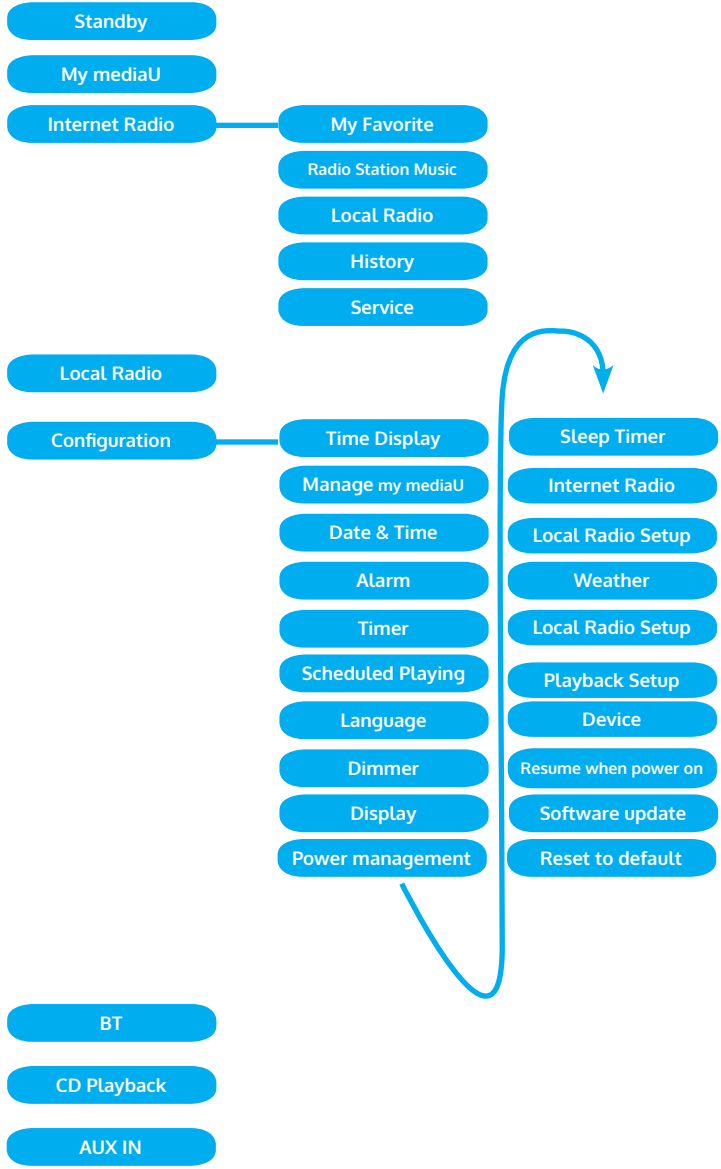 Standby
My mediaU
Internet Radio
My Favorite
Radio Station Music
Local Radio
History
Service
Local Radio
Configuration
Time Display
Manage my mediaU
Date & Time
Alarm
Timer
Scheduled Playing
Language
Dimmer
Display
Power management
Sleep Timer
Internet Radio
Local Radio Setup
Weather
Local Radio Setup
Playback Setup
Device
Resume when power on
Software update
Reset to default
BT
CD Playback
AUX IN